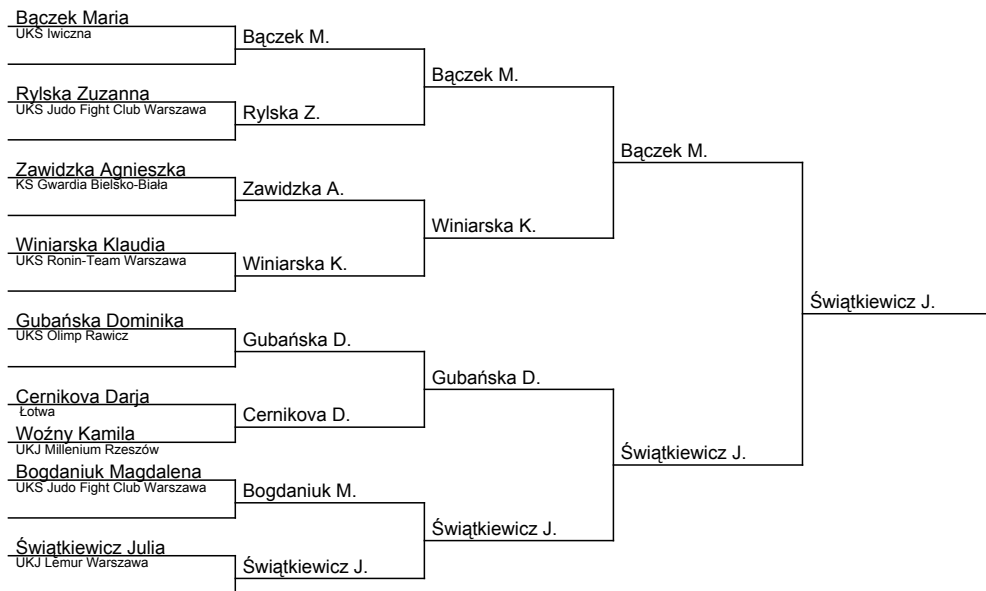 Bączek Maria
UKS Iwiczna
Bączek M.
Bączek M.
Rylska Zuzanna
UKS Judo Fight Club Warszawa
Rylska Z.
Bączek M.
Zawidzka Agnieszka
KS Gwardia Bielsko-Biała
Zawidzka A.
Winiarska K.
Winiarska Klaudia
UKS Ronin-Team Warszawa
Winiarska K.
Świątkiewicz J.
Gubańska Dominika
UKS Olimp Rawicz
Gubańska D.
Gubańska D.
Cernikova Darja
Łotwa
Cernikova D.
Woźny Kamila
UKJ Millenium Rzeszów
Świątkiewicz J.
Bogdaniuk Magdalena
UKS Judo Fight Club Warszawa
Bogdaniuk M.
Świątkiewicz J.
Świątkiewicz Julia
UKJ Lemur Warszawa
Świątkiewicz J.